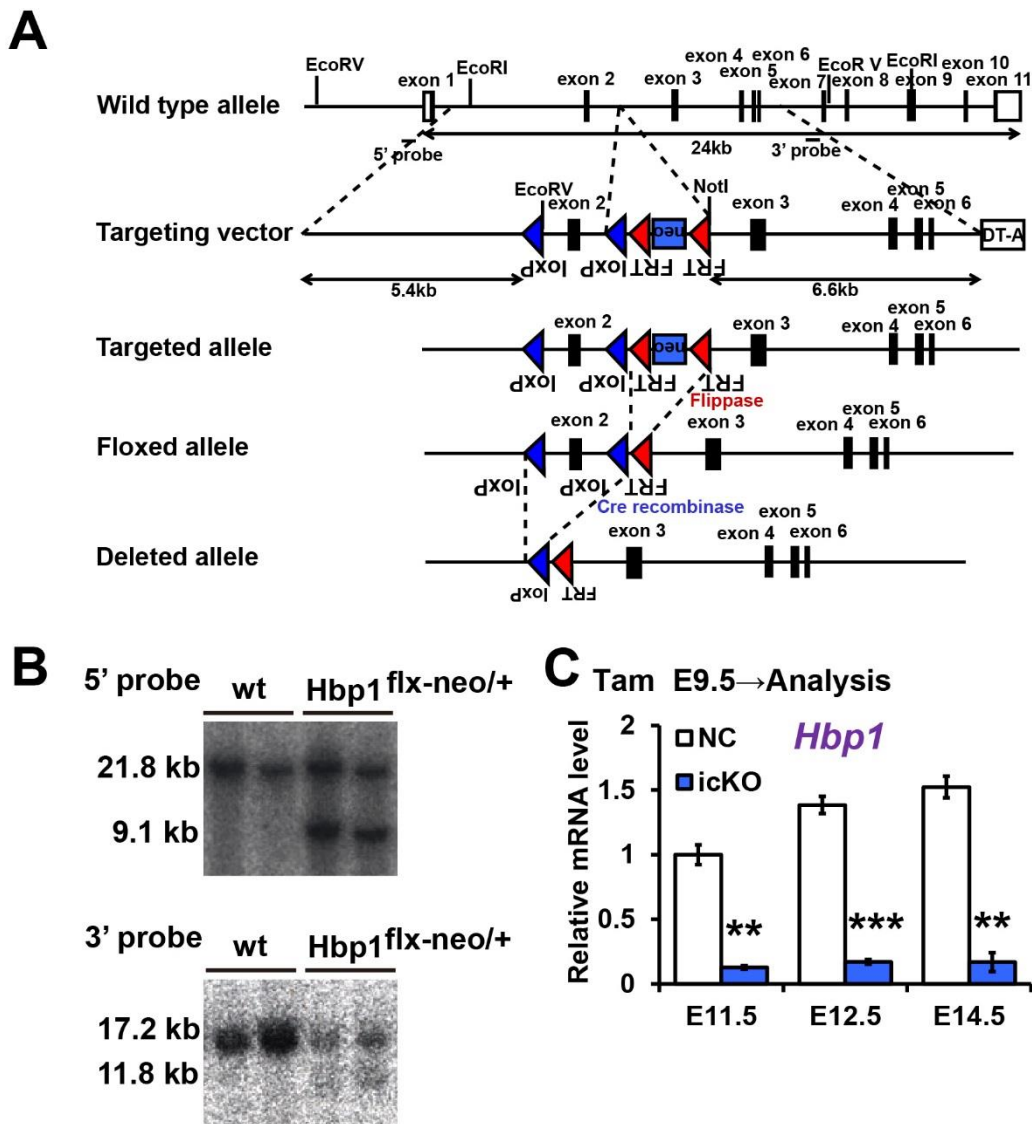 A
EcoRV exon 1 EcoRI exon 2 exon 3 exon 4 exon 5 exon 6 exon 7 EcoR V exon 8 EcoRI exon 9 exon 10 exon 11
Wild type allele
5' probe 24kb 3' probe
EcoRV exon 2 NotI exon 3 exon 4 exon 5 exon 6
Targeting vector neo DT-A
loxP loxP FRT FRT
5.4kb 6.6kb
exon 2 exon 3 exon 4 exon 5 exon 6
Targeted allele neo
loxP loxP FRT FRT
Flippase
exon 2 exon 3 exon 4 exon 5 exon 6
Floxed allele
loxP loxP FRT
Cre recombinase
exon 3 exon 4 exon 5 exon 6
Deleted allele
loxP FRT
B
5' probe wt Hbp1flx-neo/+
21.8 kb
9.1 kb
3' probe wt Hbp1flx-neo/+
17.2 kb
11.8 kb
C Tam E9.5→Analysis
Relative mRNA level
2
1.5
1
0.5
0
NC
icKO
Hbp1
** *** **
E11.5 E12.5 E14.5